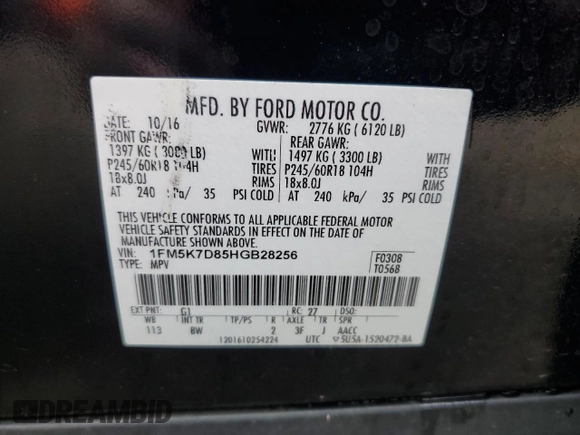 MFD. BY FORD MOTOR CO.
DATE: 10/16 GVWR: 2776 KG ( 6120 LB)
FRONT GAWR: REAR GAWR:
1397 KG ( 3080 LB) WITH 1497 KG ( 3300 LB) WITH
P245/60R18 104H TIRES P245/60R18 104H TIRES
18x8.0J RIMS 18x8.0J RIMS
AT 240 kPa/ 35 PSI COLD AT 240 kPa/ 35 PSI COLD
THIS VEHICLE CONFORMS TO ALL APPLICABLE FEDERAL MOTOR
VEHICLE SAFETY STANDARDS IN EFFECT ON THE DATE OF
MANUFACTURE SHOWN ABOVE.
VIN: 1FM5K7D85HGB28256 F0308
TYPE: MPV T0568
EXT PNT: G1 RC: 27
WB INT TR TP/PS R AXLE TR SPR
113 BW 2 3F J AACC
1201610254224 UTC 5U5A-1520472-BA
DREAMBID